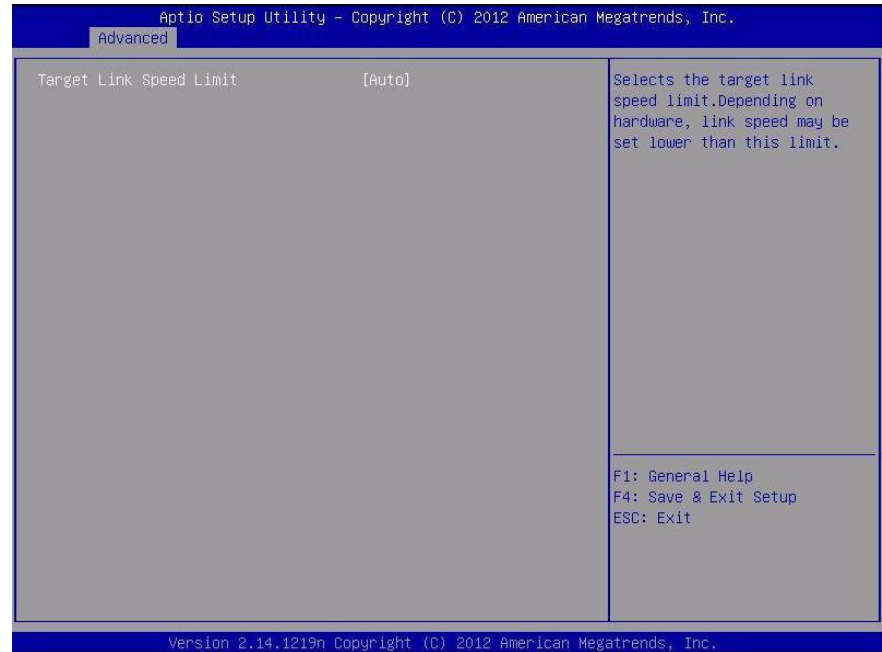 Aptio Setup Utility – Copyright (C) 2012 American Megatrends, Inc.
Advanced
Target Link Speed Limit [Auto]
Selects the target link
speed limit.Depending on
hardware, link speed may be
set lower than this limit.
F1: General Help
F4: Save & Exit Setup
ESC: Exit
Version 2.14.1219n Copyright (C) 2012 American Megatrends, Inc.